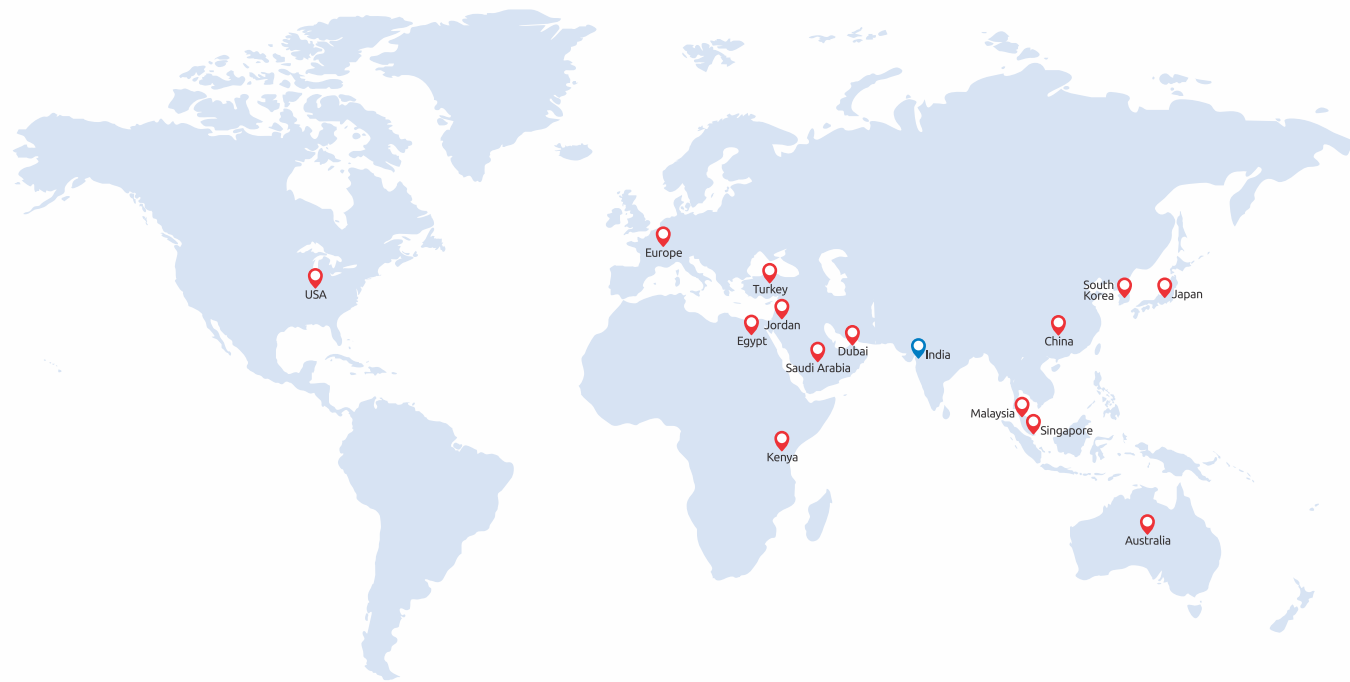 Europe
USA
Turkey
South
Korea
Japan
Jordan
Egypt
China
Dubai
India
Saudi Arabia
Malaysia
Singapore
Kenya
Australia